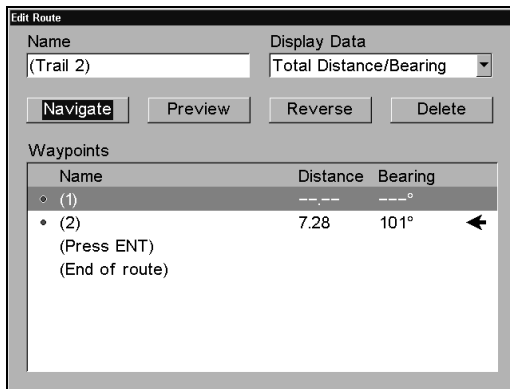 Edit Route
Name Display Data
(Trail 2) Total Distance/Bearing
Navigate Preview Reverse Delete
Waypoints
Name Distance Bearing
(1) --.-- ---°
(2) 7.28 101°
(Press ENT)
(End of route)